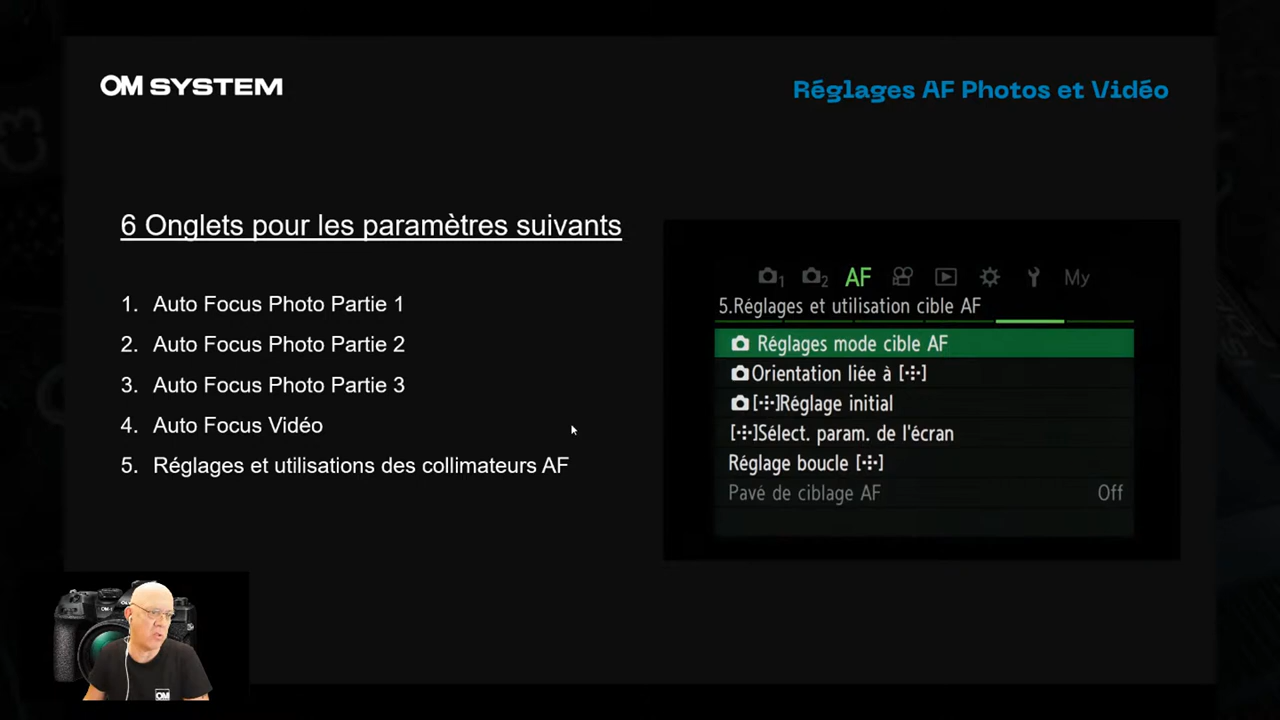 OM SYSTEM
Réglages AF Photos et Vidéo
6 Onglets pour les paramètres suivants
1. Auto Focus Photo Partie 1
2. Auto Focus Photo Partie 2
3. Auto Focus Photo Partie 3
4. Auto Focus Vidéo
5. Réglages et utilisations des collimateurs AF
1 2 AF My
5.Réglages et utilisation cible AF
Réglages mode cible AF
Orientation liée à [ ]
[ ]Réglage initial
[ ]Sélect. param. de l'écran
Réglage boucle [ ]
Pavé de ciblage AF Off
OM